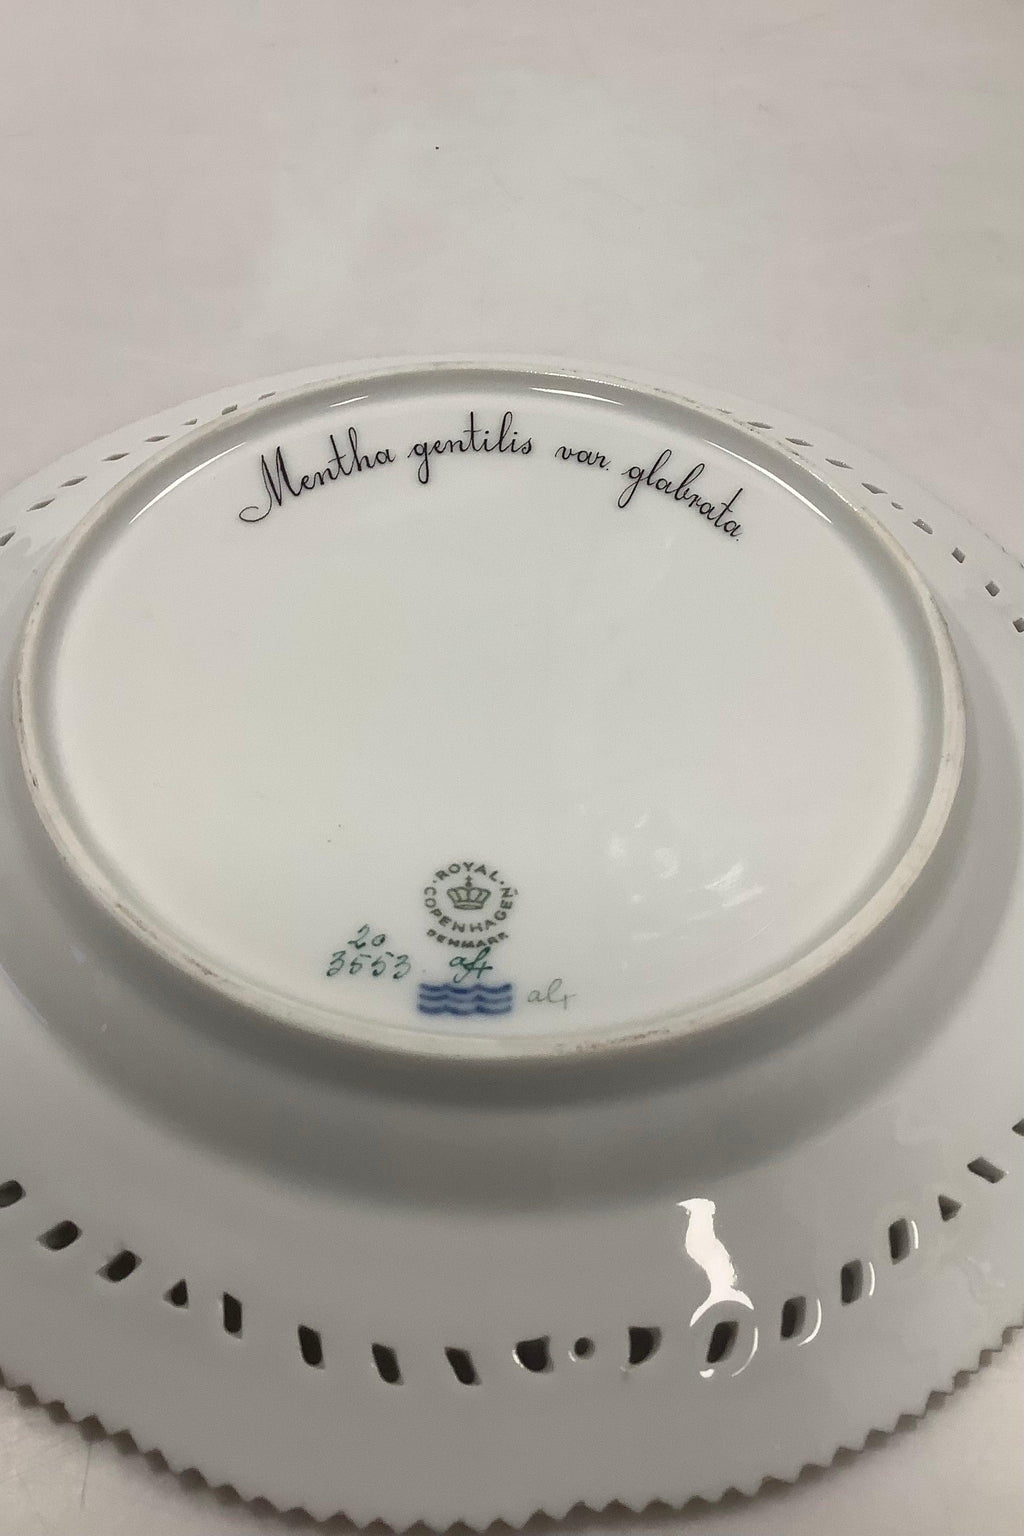 Mentha gentilis var. glabrata.
ROYAL COPENHAGEN
DENMARK
20
3553.